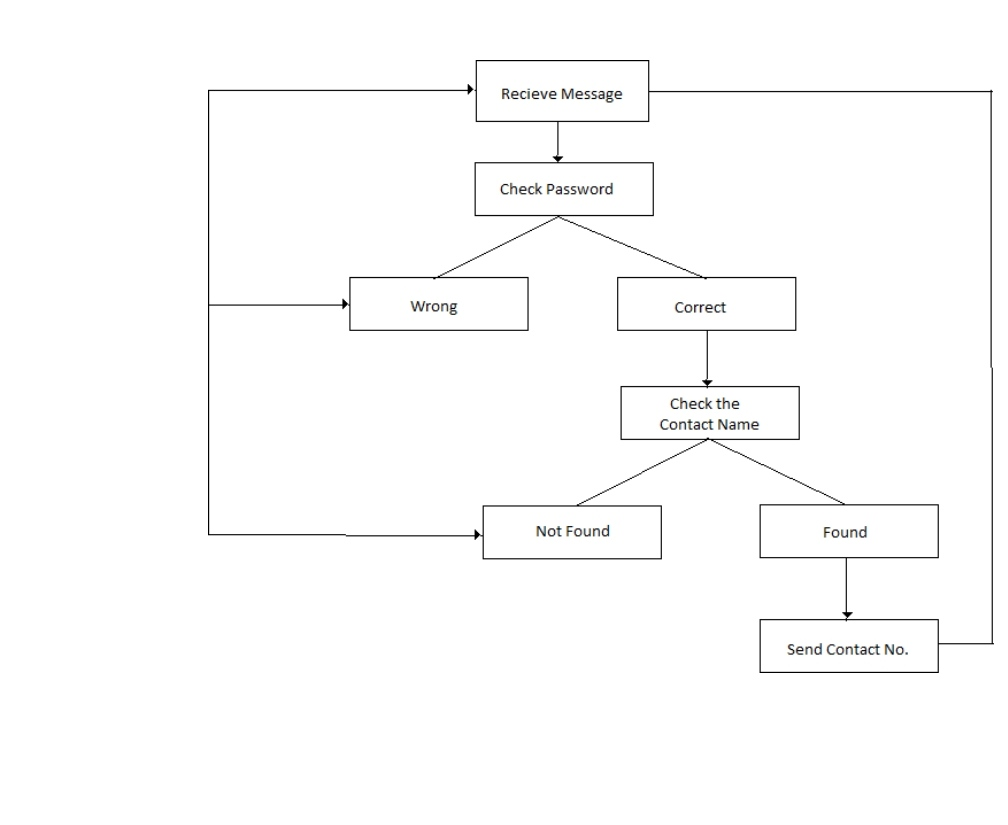 Recieve Message
Check Password
Wrong
Correct
Check the
Contact Name
Not Found
Found
Send Contact No.